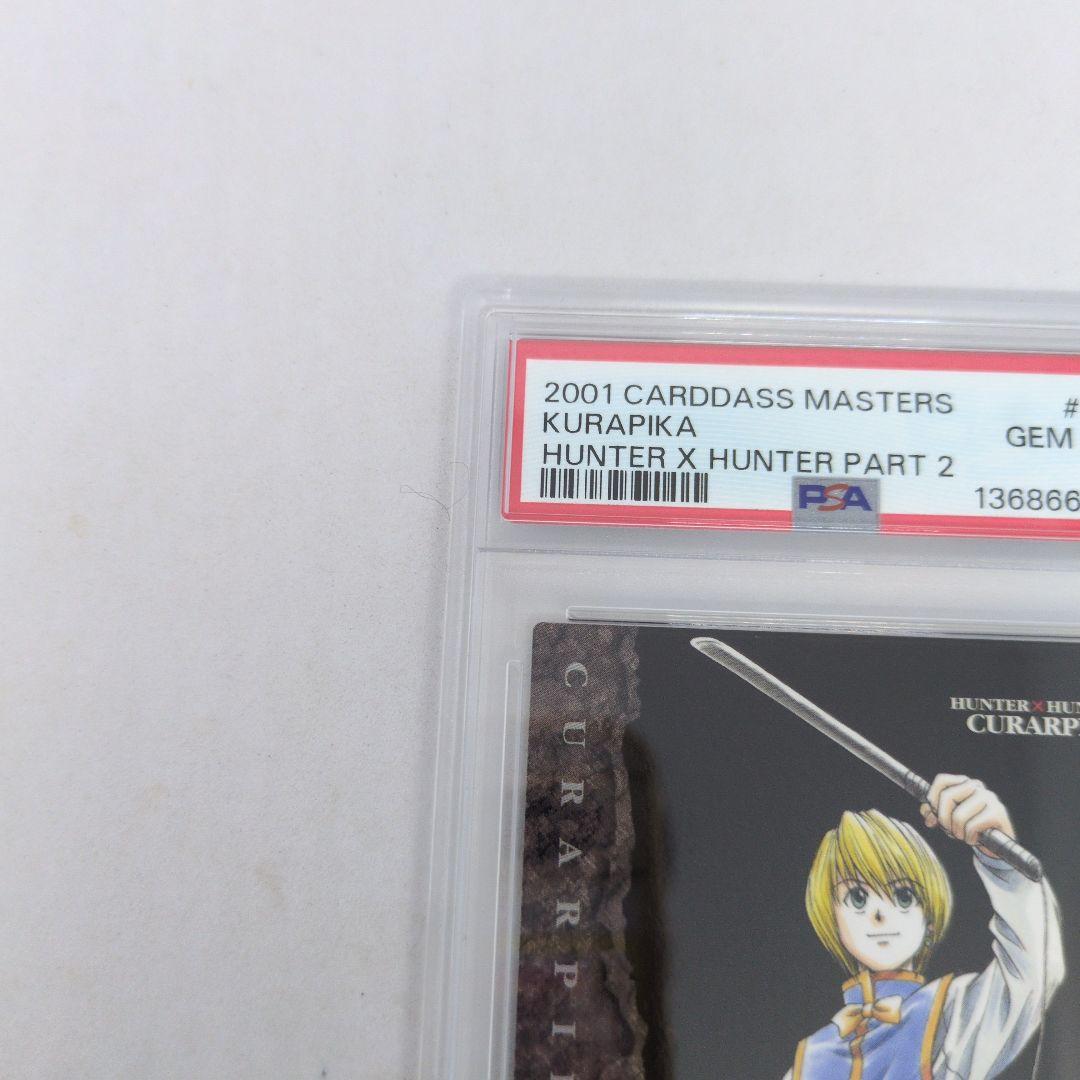 2001 CARDDASS MASTERS #
KURAPIKA GEM
HUNTER X HUNTER PART 2
PSA 136866
HUNTER×HUN
CURARP
CURARPI